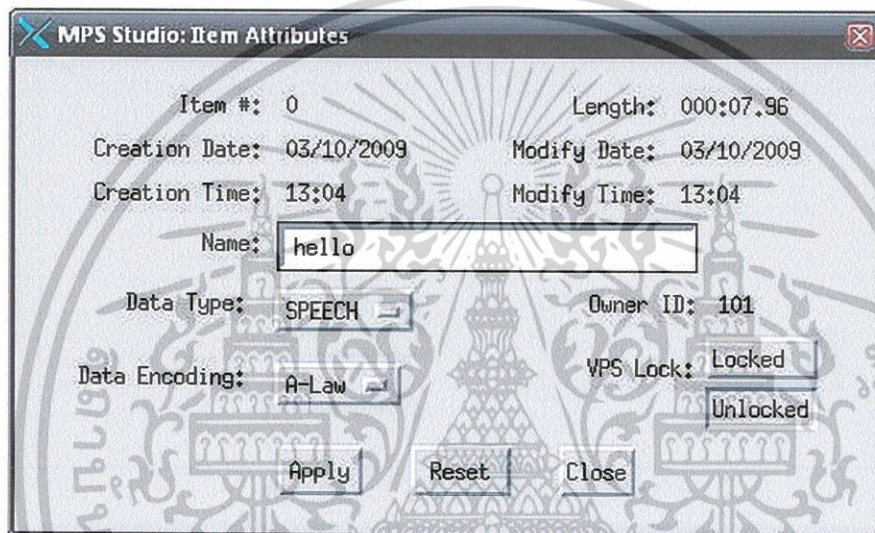 MPS Studio: Item Attributes
Item #: 0 Length: 000:07.96
Creation Date: 03/10/2009 Modify Date: 03/10/2009
Creation Time: 13:04 Modify Time: 13:04
Name: hello
Data Type: SPEECH Owner ID: 101
Data Encoding: A-Law VPS Lock: Locked
Unlocked
Apply Reset Close